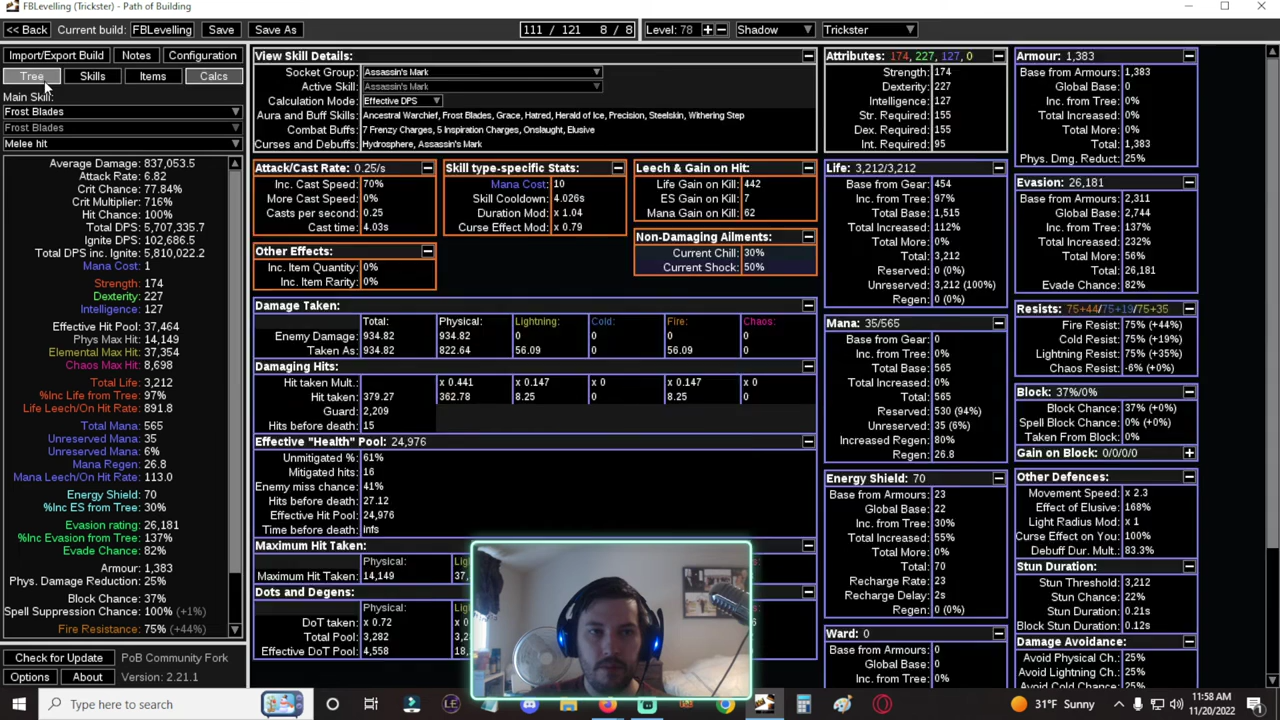 FBLevelling (Trickster) - Path of Building
<< Back Current build: FBLevelling Save Save As 111 / 121 8 / 8 Level: 78 Shadow Trickster
Import/Export Build Notes Configuration
Tree Skills Items Calcs
Main Skill:
Frost Blades
Frost Blades
Melee hit
Average Damage: 837,053.5
Attack Rate: 6.82
Crit Chance: 77.84%
Crit Multiplier: 716%
Hit Chance: 100%
Total DPS: 5,707,335.7
Ignite DPS: 102,686.5
Total DPS inc. Ignite: 5,810,022.2
Mana Cost: 1
Strength: 174
Dexterity: 227
Intelligence: 127
Effective Hit Pool: 37,464
Phys Max Hit: 14,149
Elemental Max Hit: 37,354
Chaos Max Hit: 8,698
Total Life: 3,212
%Inc Life from Tree: 97%
Life Leech/On Hit Rate: 891.8
Total Mana: 565
Unreserved Mana: 35
Unreserved Mana: 6%
Mana Regen: 26.8
Mana Leech/On Hit Rate: 113.0
Energy Shield: 70
%Inc ES from Tree: 30%
Evasion rating: 26,181
%Inc Evasion from Tree: 137%
Evade Chance: 82%
Armour: 1,383
Phys. Damage Reduction: 25%
Block Chance: 37%
Spell Suppression Chance: 100% (+1%)
Fire Resistance: 75% (+44%)
Check for Update PoB Community Fork
Options About Version: 2.21.1
View Skill Details:
Socket Group: Assassin's Mark
Active Skill: Assassin's Mark
Calculation Mode: Effective DPS
Aura and Buff Skills: Ancestral Warchief, Frost Blades, Grace, Hatred, Herald of Ice, Precision, Steelskin, Withering Step
Combat Buffs: 7 Frenzy Charges, 5 Inspiration Charges, Onslaught, Elusive
Curses and Debuffs: Hydrosphere, Assassin's Mark
Attack/Cast Rate: 0.25/s
Inc. Cast Speed: 70%
More Cast Speed: 0%
Casts per second: 0.25
Cast time: 4.03s
Skill type-specific Stats:
Mana Cost: 10
Skill Cooldown: 4.026s
Duration Mod: x 1.04
Curse Effect Mod: x 0.79
Leech & Gain on Hit:
Life Gain on Kill: 442
ES Gain on Kill: 7
Mana Gain on Kill: 62
Non-Damaging Ailments:
Current Chill: 30%
Current Shock: 50%
Other Effects:
Inc. Item Quantity: 0%
Inc. Item Rarity: 0%
Damage Taken:
Total: Physical: Lightning: Cold: Fire: Chaos:
Enemy Damage: 934.82 934.82 0 0 0 0
Taken As: 934.82 822.64 56.09 0 56.09 0
Damaging Hits:
Hit taken Mult.: x 0.441 x 0.147 x 0 x 0.147 x 0
Hit taken: 379.27 362.78 8.25 0 8.25 0
Guard: 2,209
Hits before death: 15
Effective "Health" Pool: 24,976
Unmitigated %: 61%
Mitigated hits: 16
Enemy miss chance: 41%
Hits before death: 27.12
Effective Hit Pool: 24,976
Time before death: infs
Maximum Hit Taken:
Physical:
Maximum Hit Taken: 14,149 37,
Dots and Degens:
Physical:
DoT taken: x 0.72
Total Pool: 3,282
Effective DoT Pool: 4,558
Attributes: 174, 227, 127, 0
Strength: 174
Dexterity: 227
Intelligence: 127
Str. Required: 155
Dex. Required: 155
Int. Required: 95
Life: 3,212/3,212
Base from Gear: 454
Inc. from Tree: 97%
Total Base: 1,515
Total Increased: 112%
Total More: 0%
Total: 3,212
Reserved: 0 (0%)
Unreserved: 3,212 (100%)
Regen: 0 (0%)
Mana: 35/565
Base from Gear: 0
Inc. from Tree: 0%
Total Base: 565
Total Increased: 0%
Total: 565
Reserved: 530 (94%)
Unreserved: 35 (6%)
Increased Regen: 80%
Regen: 26.8
Energy Shield: 70
Base from Armours: 23
Global Base: 22
Inc. from Tree: 30%
Total Increased: 55%
Total More: 0%
Total: 70
Recharge Rate: 23
Recharge Delay: 2s
Regen: 0 (0%)
Ward: 0
Base from Armours: 0
Global Base: 0
Inc. from Tree: 0%
Armour: 1,383
Base from Armours: 1,383
Global Base: 0
Inc. from Tree: 0%
Total Increased: 0%
Total More: 0%
Total: 1,383
Phys. Dmg. Reduct: 25%
Evasion: 26,181
Base from Armours: 2,311
Global Base: 2,744
Inc. from Tree: 137%
Total Increased: 232%
Total More: 56%
Total: 26,181
Evade Chance: 82%
Resists: 75+44/75+19/75+35
Fire Resist: 75% (+44%)
Cold Resist: 75% (+19%)
Lightning Resist: 75% (+35%)
Chaos Resist: -6% (+0%)
Block: 37%/0%
Block Chance: 37% (+0%)
Spell Block Chance: 0% (+0%)
Taken From Block: 0%
Gain on Block: 0/0/0/0
Other Defences:
Movement Speed: x 2.3
Effect of Elusive: 168%
Light Radius Mod: x 1
Curse Effect on You: 100%
Debuff Dur. Mult.: 83.3%
Stun Duration:
Stun Threshold: 3,212
Stun Chance: 22%
Stun Duration: 0.21s
Block Stun Duration: 0.12s
Damage Avoidance:
Avoid Physical Ch.: 25%
Avoid Lightning Ch.: 25%
Avoid Cold Chance: 25%
Type here to search
31°F Sunny
11:58 AM
11/20/2022